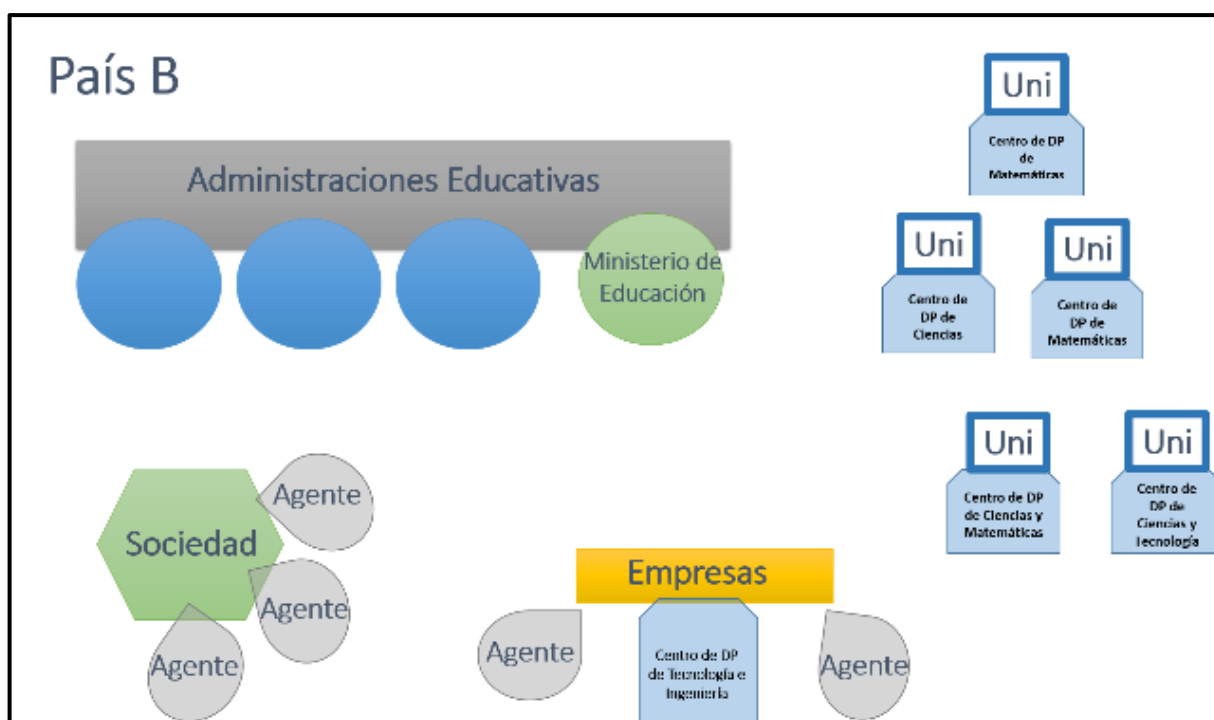 País B
Administraciones Educativas
Ministerio de
Educación
Uni
Centro de DP
de
Matemáticas
Uni
Centro de
DP de
Ciencias
Uni
Centro de
DP de
Matemáticas
Uni
Centro de DP
de Ciencias y
Matemáticas
Uni
Centro de
DP de
Ciencias y
Tecnología
Sociedad
Agente
Agente
Agente
Empresas
Agente
Centro de DP
de Tecnología e
Ingeniería
Agente